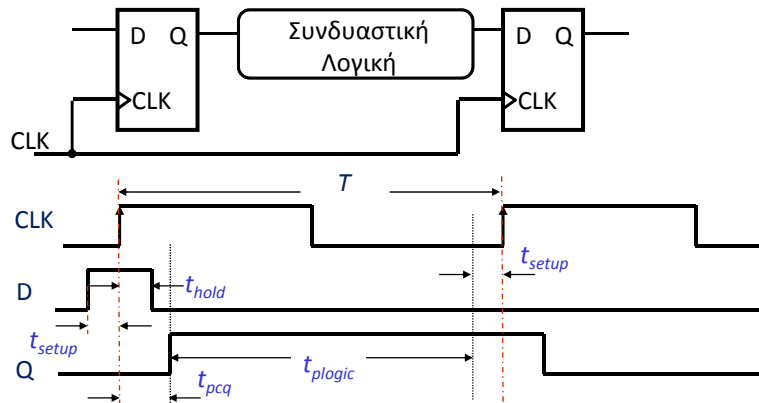 D Q
Συνδυαστική
Λογική
D Q
CLK
CLK
CLK
T
CLK
t_setup
D
t_hold
t_setup
t_plogic
Q
t_pcq